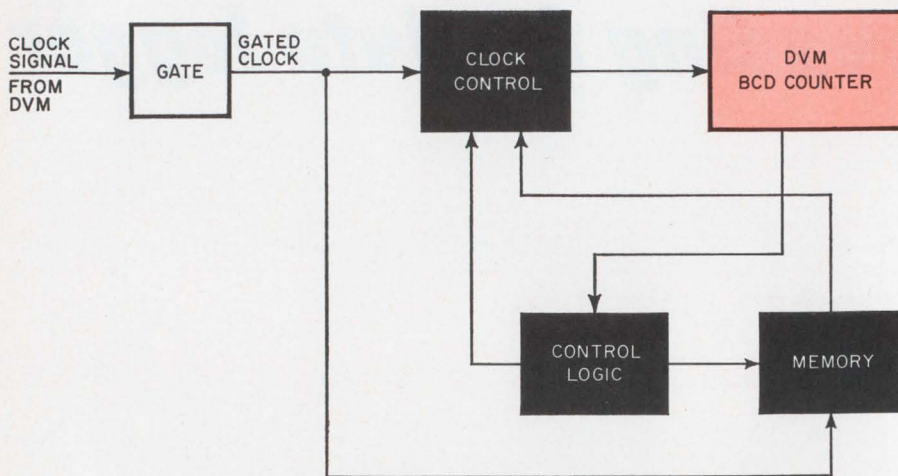 CLOCK
SIGNAL
FROM
DVM
GATE
GATED
CLOCK
CLOCK
CONTROL
DVM
BCD COUNTER
CONTROL
LOGIC
MEMORY